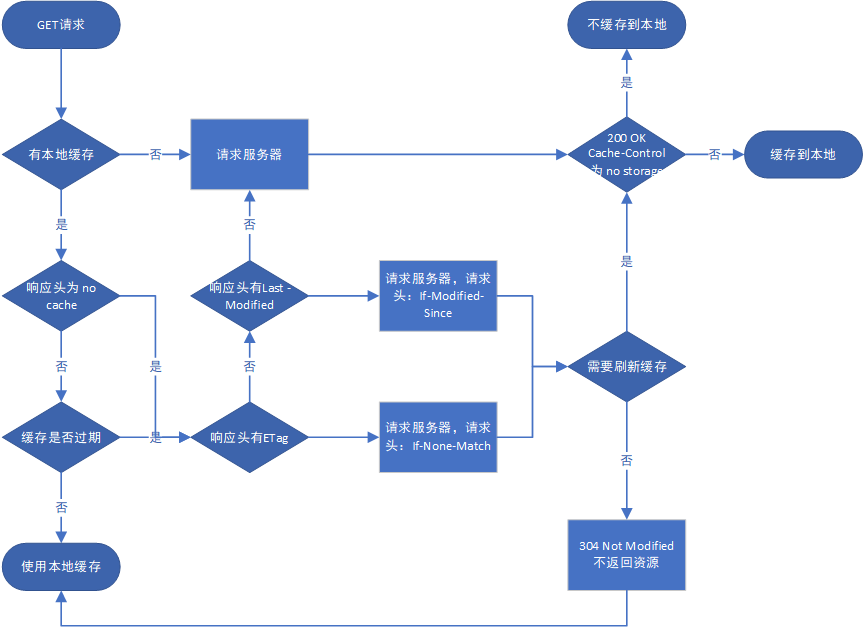 GET请求
不缓存到本地
是
有本地缓存
否
请求服务器
200 OK
Cache-Control
为 no storage
否
缓存到本地
是
否
响应头为 no
cache
响应头有Last -
Modified
请求服务器，请求
头：If-Modified-
Since
是
否
是
否
需要刷新缓存
缓存是否过期
是
响应头有ETag
请求服务器，请求
头：If-None-Match
否
否
使用本地缓存
304 Not Modified
不返回资源